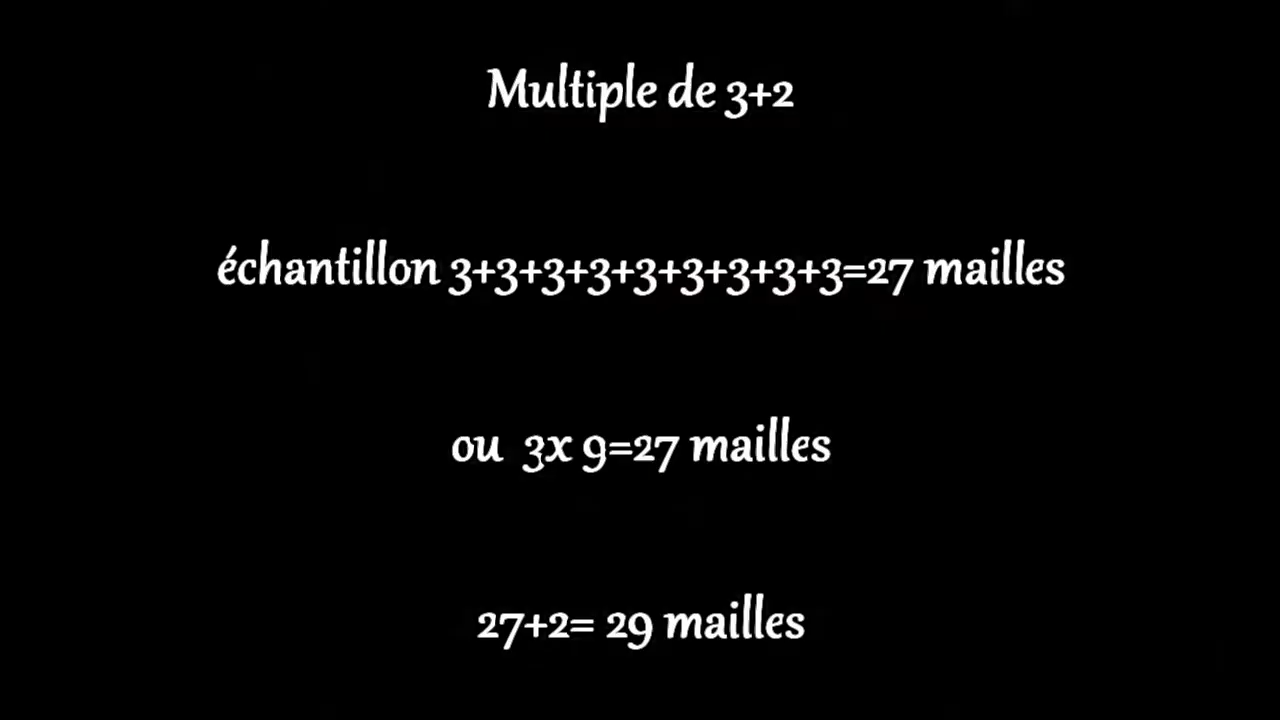 Multiple de 3+2
échantillon 3+3+3+3+3+3+3+3+3=27 mailles
ou 3x 9=27 mailles
27+2= 29 mailles